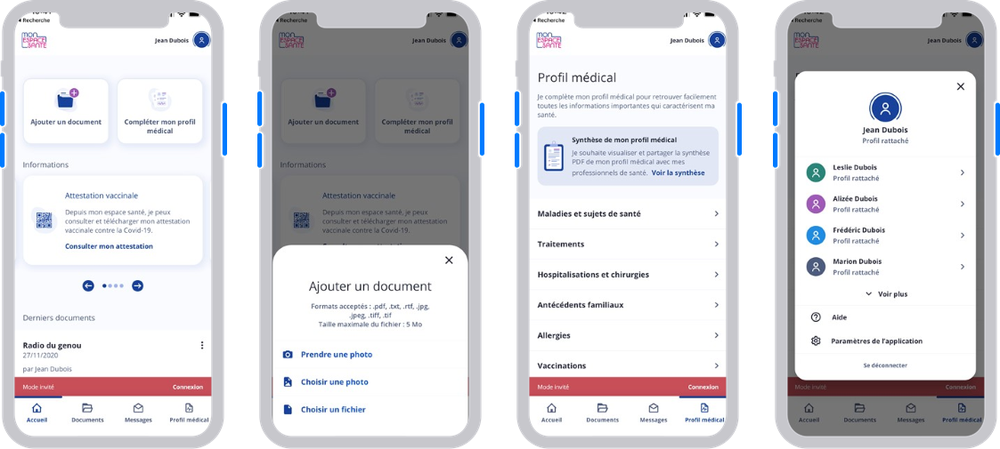 Recherche
mon
ESPACE
SANTÉ
Jean Dubois
Ajouter un document
Compléter mon profil
médical
Informations
Attestation vaccinale
Depuis mon espace santé, je peux
consulter et télécharger mon attestation
vaccinale contre la Covid-19.
Consulter mon attestation
Derniers documents
Radio du genou
27/11/2020
par Jean Dubois
Mode invité
Connexion
Accueil
Documents
Messages
Profil médical
Recherche
mon
ESPACE
SANTÉ
Jean Dubois
Ajouter un document
Compléter mon profil
médical
Informations
Attestation vaccinale
Depuis mon espace santé, je peux
consulter et télécharger mon attestation
vaccinale contre la Covid-19.
Ajouter un document
Formats acceptés : .pdf, .txt, .rtf, .jpg,
.jpeg, .tiff, .tif
Taille maximale du fichier : 5 Mo
Prendre une photo
Choisir une photo
Choisir un fichier
Recherche
mon
ESPACE
SANTÉ
Jean Dubois
Profil médical
Je complète mon profil médical pour retrouver facilement
toutes les informations importantes qui caractérisent ma
santé.
Synthèse de mon profil médical
Je souhaite visualiser et partager la synthèse
PDF de mon profil médical avec mes
professionnels de santé. Voir la synthèse
Maladies et sujets de santé
Traitements
Hospitalisations et chirurgies
Antécédents familiaux
Allergies
Vaccinations
Mode invité
Connexion
Accueil
Documents
Messages
Profil médical
Recherche
mon
ESPACE
SANTÉ
Jean Dubois
Jean Dubois
Profil rattaché
Leslie Dubois
Profil rattaché
Alizée Dubois
Profil rattaché
Frédéric Dubois
Profil rattaché
Marion Dubois
Profil rattaché
Voir plus
Aide
Paramètres de l'application
Se déconnecter
Mode invité
Connexion
Accueil
Documents
Messages
Profil médical